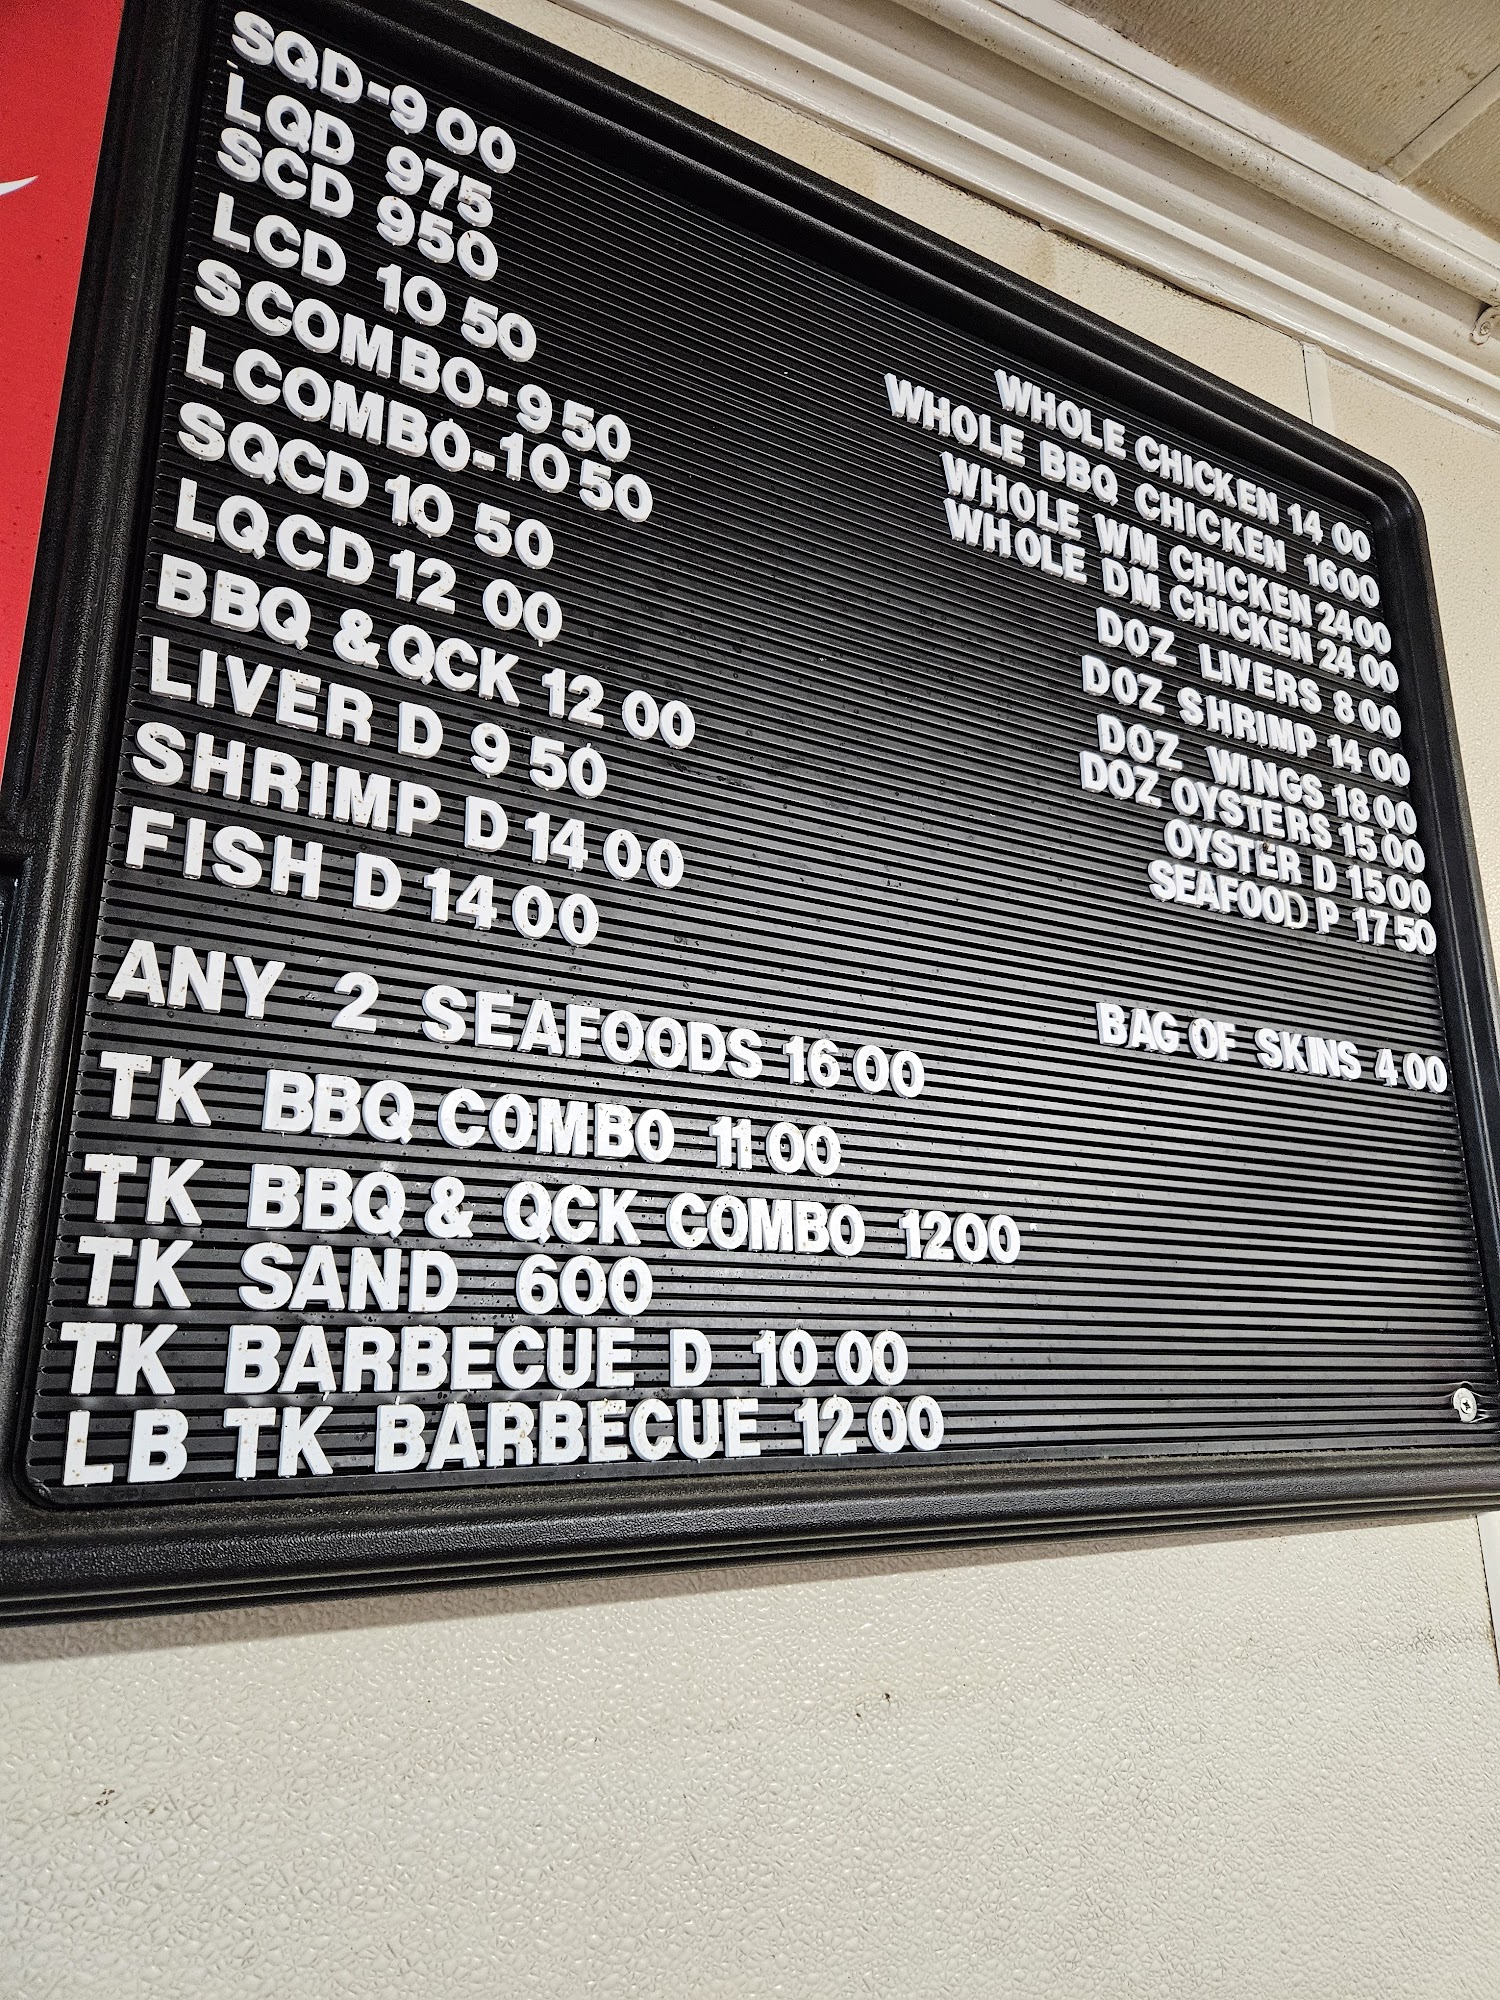 SQD-9 00
LQD 975
SCD 950
LCD 10 50
SCOMBO-9 50
LCOMBO-10 50
SQCD 10 50
LQCD 12 00
BBQ & QCK 12 00
LIVER D 9 50
SHRIMP D 14 00
FISH D 14 00
ANY 2 SEAFOODS 16 00
TK BBQ COMBO 11 00
TK BBQ & QCK COMBO 1200
TK SAND 600
TK BARBECUE D 10 00
LB TK BARBECUE 12 00
WHOLE CHICKEN 14 00
WHOLE BBQ CHICKEN 1600
WHOLE WM CHICKEN 2400
WHOLE DM CHICKEN 24 00
DOZ LIVERS 8 00
DOZ SHRIMP 14 00
DOZ WINGS 18 00
DOZ OYSTERS 15 00
OYSTER D 1500
SEAFOOD P 17 50
BAG OF SKINS 4 00